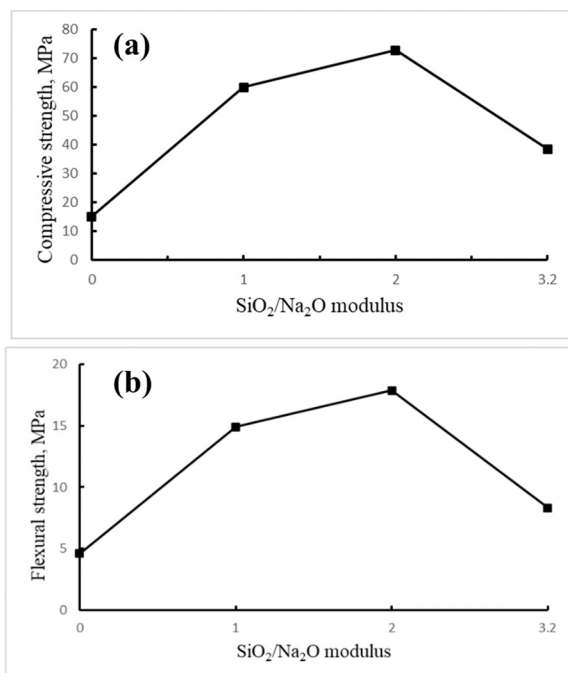 (a)
Compressive strength, MPa
80
70
60
50
40
30
20
10
0
0 1 2 3.2
SiO₂/Na₂O modulus
(b)
Flexural strength, MPa
20
15
10
5
0
0 1 2 3.2
SiO₂/Na₂O modulus